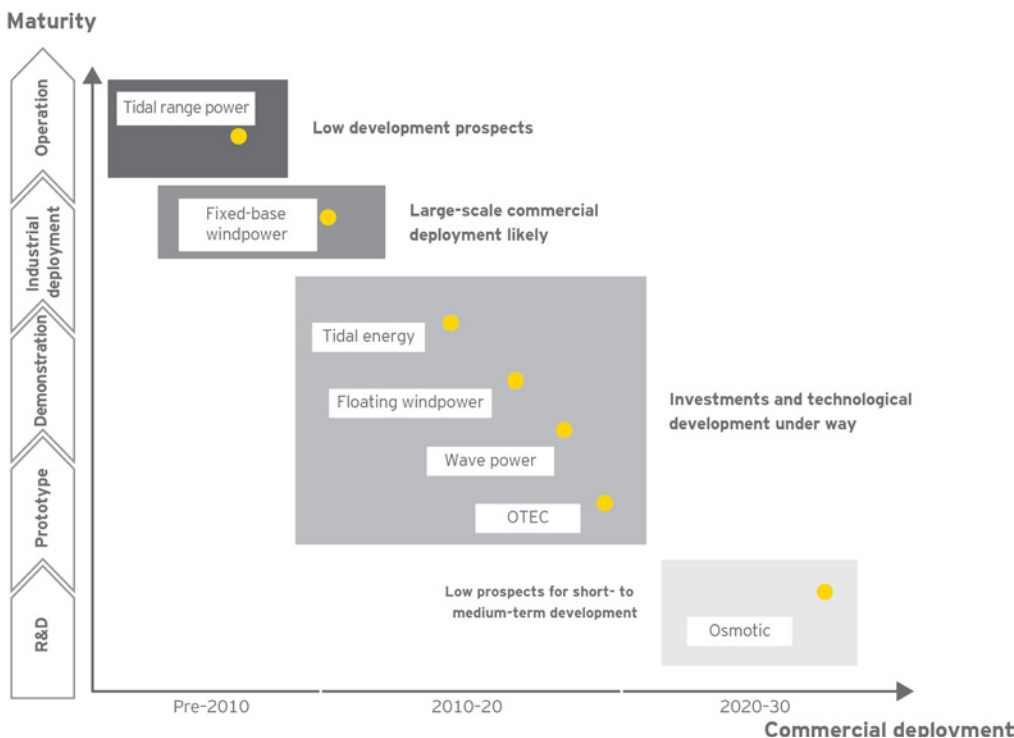 Maturity
Operation
Tidal range power
Low development prospects
Industrial
deployment
Fixed-base
windpower
Large-scale commercial
deployment likely
Demonstration
Tidal energy
Floating windpower
Wave power
OTEC
Investments and technological
development under way
Prototype
R&D
Low prospects for short- to
medium-term development
Osmotic
Pre-2010
2010-20
2020-30
Commercial deployment